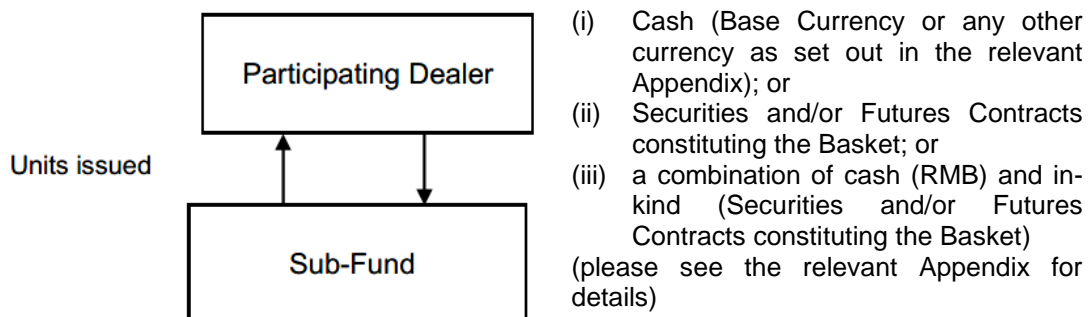 Participating Dealer
Units issued
Sub-Fund
(i) Cash (Base Currency or any other
currency as set out in the relevant
Appendix); or
(ii) Securities and/or Futures Contracts
constituting the Basket; or
(iii) a combination of cash (RMB) and in-
kind (Securities and/or Futures
Contracts constituting the Basket)
(please see the relevant Appendix for
details)